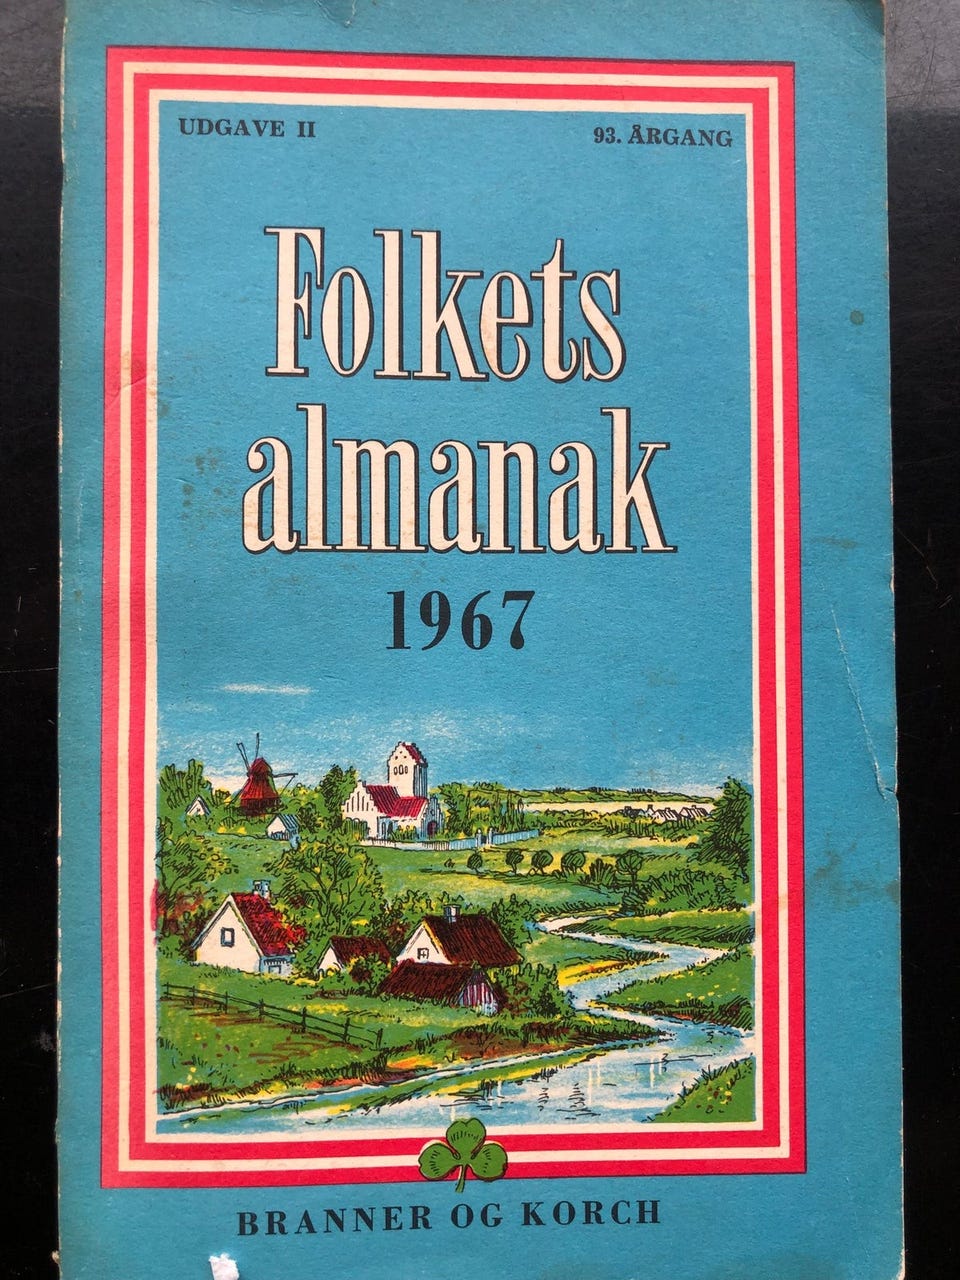 UDGAVE II
93. ÅRGANG
Folkets
almanak
1967
BRANNER OG KORCH